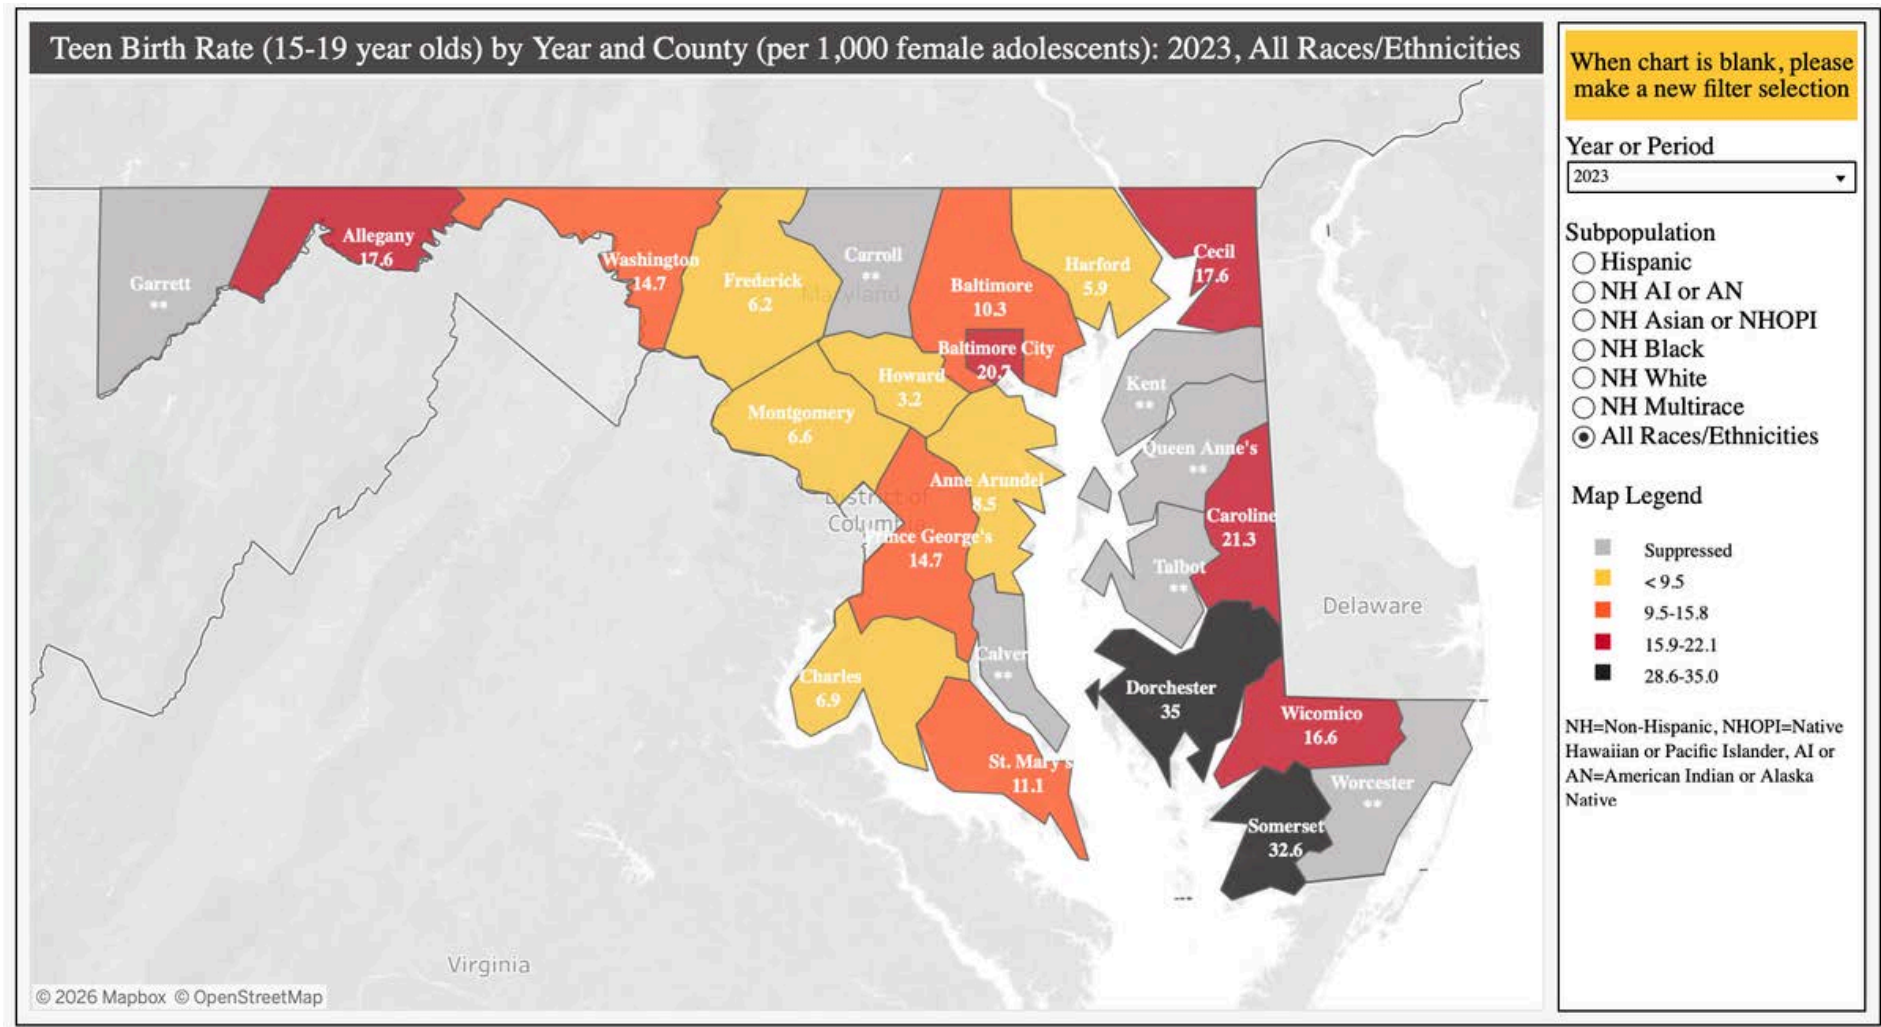 Teen Birth Rate (15-19 year olds) by Year and County (per 1,000 female adolescents): 2023, All Races/Ethnicities
Garrett
**
Allegany
17.6
Washington
14.7
Frederick
6.2
Carroll
**
Maryland
Baltimore
10.3
Harford
5.9
Cecil
17.6
Baltimore City
20.7
Howard
3.2
Montgomery
6.6
Kent
**
Queen Anne's
**
Anne Arundel
8.5
District of
Columbia
Prince George's
14.7
Caroline
21.3
Talbot
**
Delaware
Charles
6.9
Calver
**
Dorchester
35
Wicomico
16.6
St. Mary's
11.1
Worcester
**
Somerset
32.6
Virginia
© 2026 Mapbox © OpenStreetMap
When chart is blank, please
make a new filter selection
Year or Period
2023
Subpopulation
Hispanic
NH AI or AN
NH Asian or NHOPI
NH Black
NH White
NH Multirace
All Races/Ethnicities
Map Legend
Suppressed
< 9.5
9.5-15.8
15.9-22.1
28.6-35.0
NH=Non-Hispanic, NHOPI=Native
Hawaiian or Pacific Islander, AI or
AN=American Indian or Alaska
Native